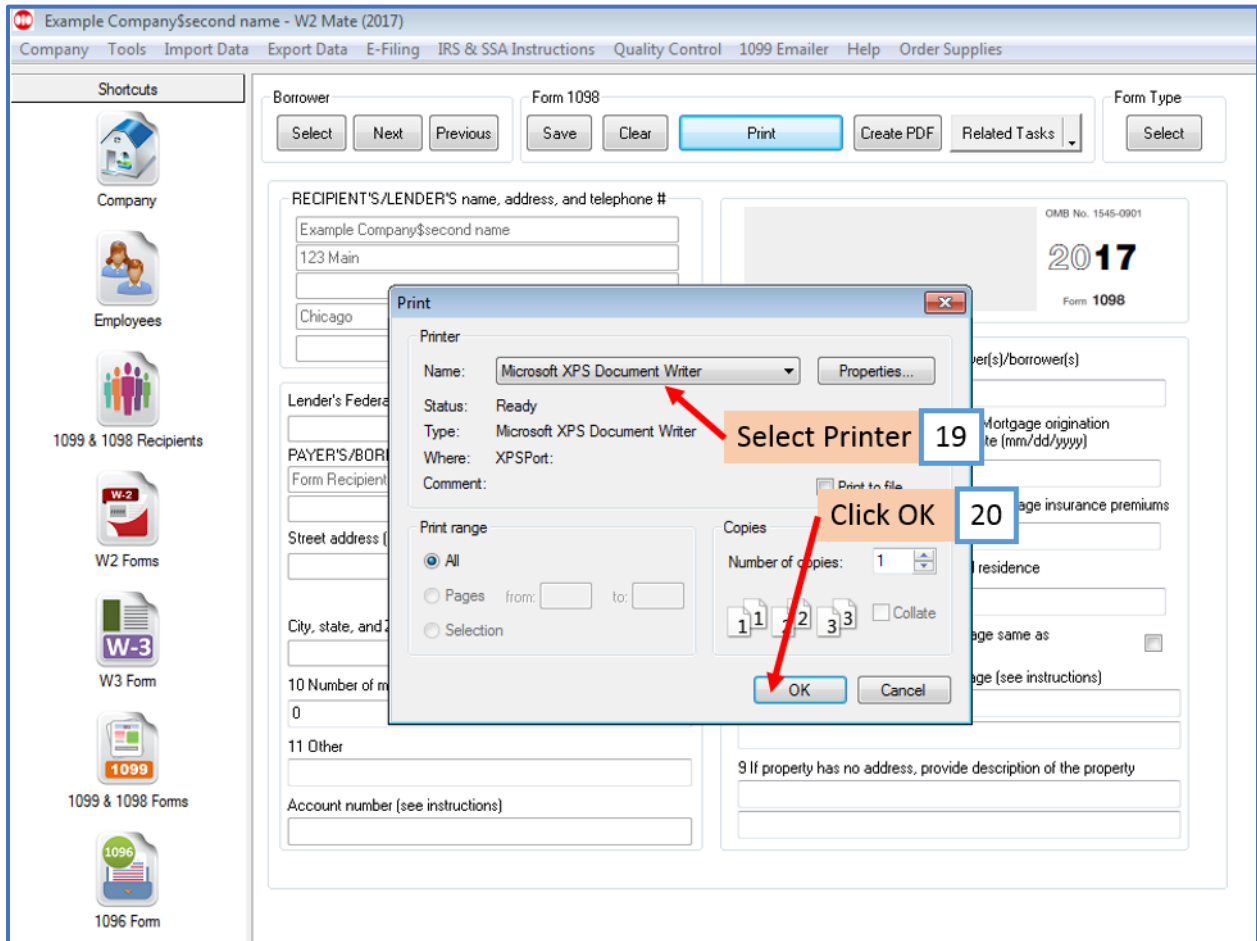 Example Company$second name - W2 Mate (2017)
Company Tools Import Data Export Data E-Filing IRS & SSA Instructions Quality Control 1099 Emailer Help Order Supplies
Shortcuts
Company
Employees
1099 & 1098 Recipients
W-2
W2 Forms
W-3
W3 Form
1099
1099 & 1098 Forms
1096
1096 Form
Borrower
Select Next Previous
Form 1098
Save Clear Print Create PDF Related Tasks
Form Type
Select
RECIPIENT'S/LENDER'S name, address, and telephone #
Example Company$second name
123 Main
Chicago
OMB No. 1545-0901
2017
Form 1098
Lender's Federa
PAYER'S/BOR
Form Recipient
Street address (
City, state, and
10 Number of m
0
11 Other
Account number (see instructions)
er(s)/borrower(s)
Mortgage origination
te (mm/dd/yyyy)
age insurance premiums
residence
age same as
age (see instructions)
9 If property has no address, provide description of the property
Print
Printer
Name: Microsoft XPS Document Writer Properties...
Status: Ready
Type: Microsoft XPS Document Writer
Where: XPSPort:
Comment:
Print to file
Select Printer 19
Click OK 20
Print range
All
Pages from: to:
Selection
Copies
Number of copies: 1
1 1 2 2 3 3 Collate
OK Cancel